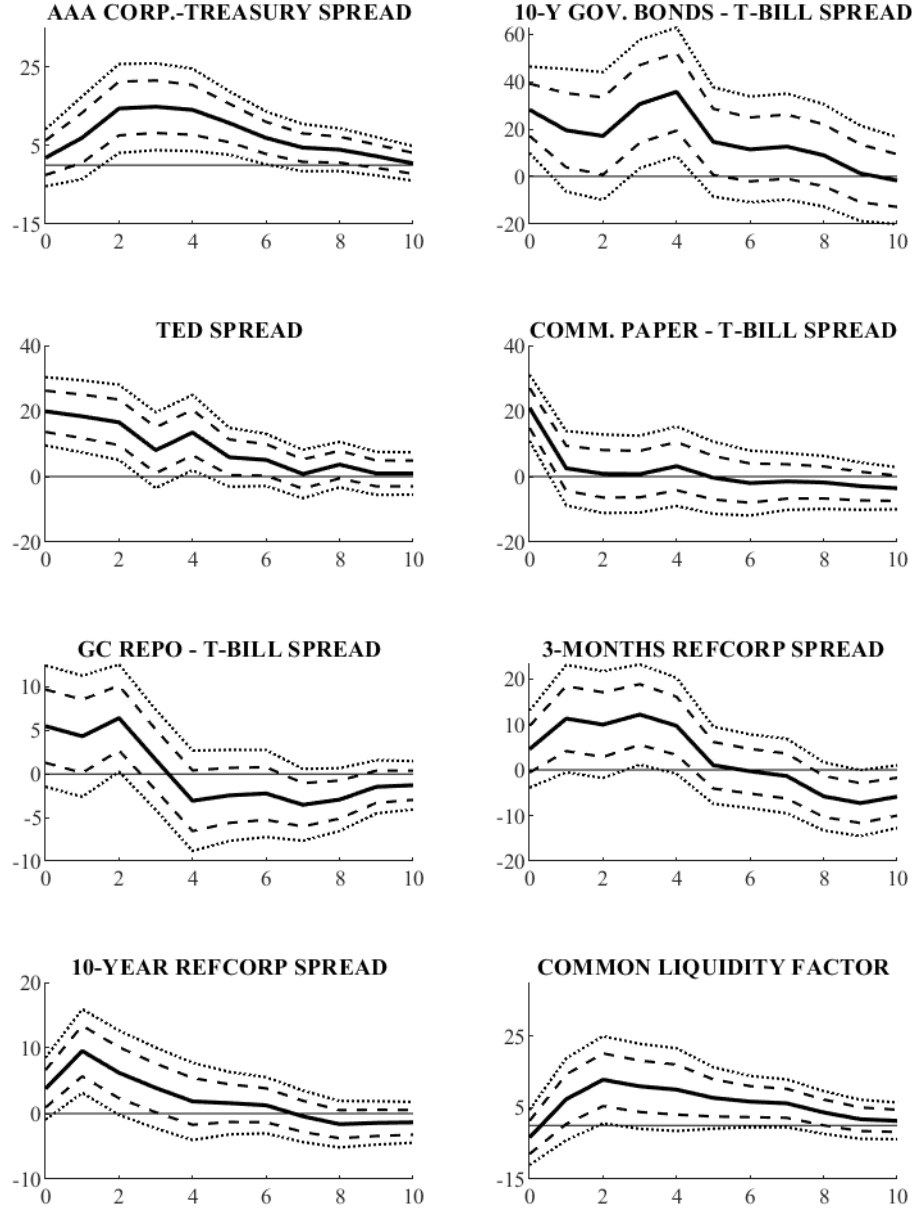 AAA CORP.-TREASURY SPREAD
25
5
-15
0 2 4 6 8 10
10-Y GOV. BONDS - T-BILL SPREAD
60
40
20
0
-20
0 2 4 6 8 10
TED SPREAD
40
20
0
-20
0 2 4 6 8 10
COMM. PAPER - T-BILL SPREAD
40
20
0
-20
0 2 4 6 8 10
GC REPO - T-BILL SPREAD
10
5
0
-5
-10
0 2 4 6 8 10
3-MONTHS REFCORP SPREAD
20
10
0
-10
-20
0 2 4 6 8 10
10-YEAR REFCORP SPREAD
20
10
0
-10
0 2 4 6 8 10
COMMON LIQUIDITY FACTOR
25
5
-15
0 2 4 6 8 10